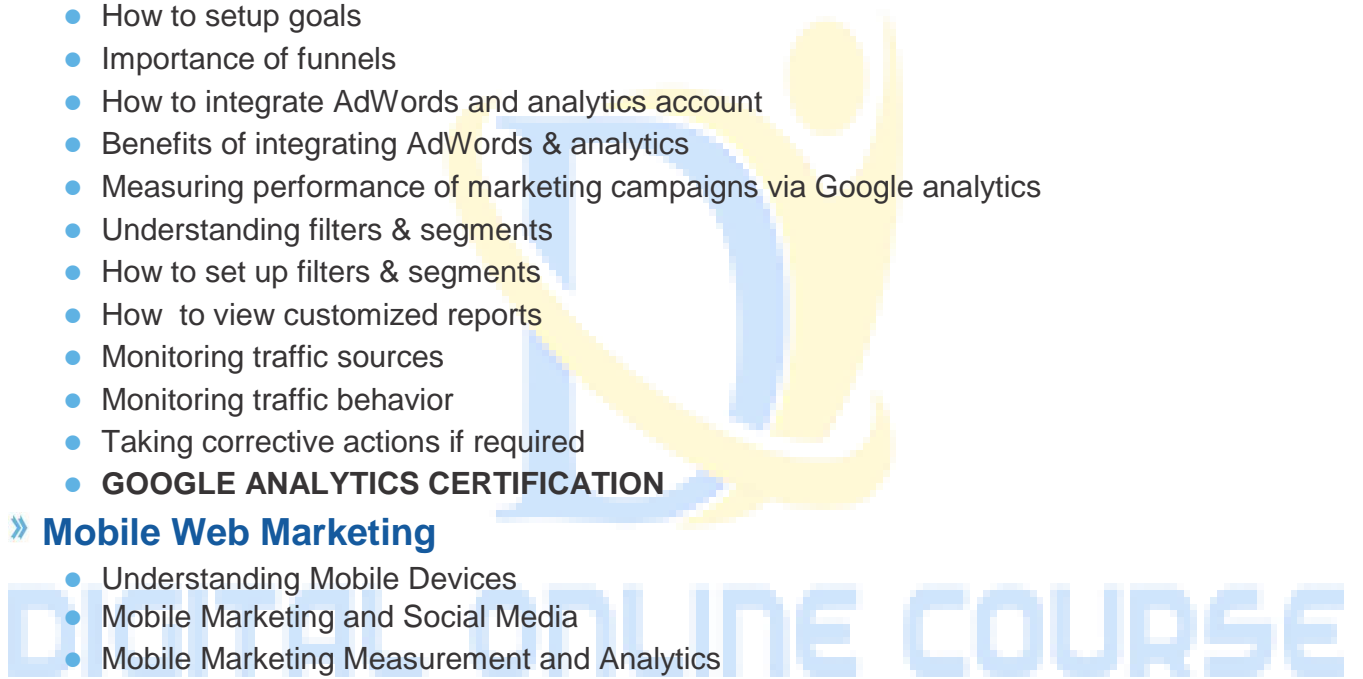 How to setup goals
Importance of funnels
How to integrate AdWords and analytics account
Benefits of integrating AdWords & analytics
Measuring performance of marketing campaigns via Google analytics
Understanding filters & segments
How to set up filters & segments
How  to view customized reports
Monitoring traffic sources
Monitoring traffic behavior
Taking corrective actions if required
GOOGLE ANALYTICS CERTIFICATION
» Mobile Web Marketing
Understanding Mobile Devices
Mobile Marketing and Social Media
Mobile Marketing Measurement and Analytics
DIGITAL ONLINE COURSE